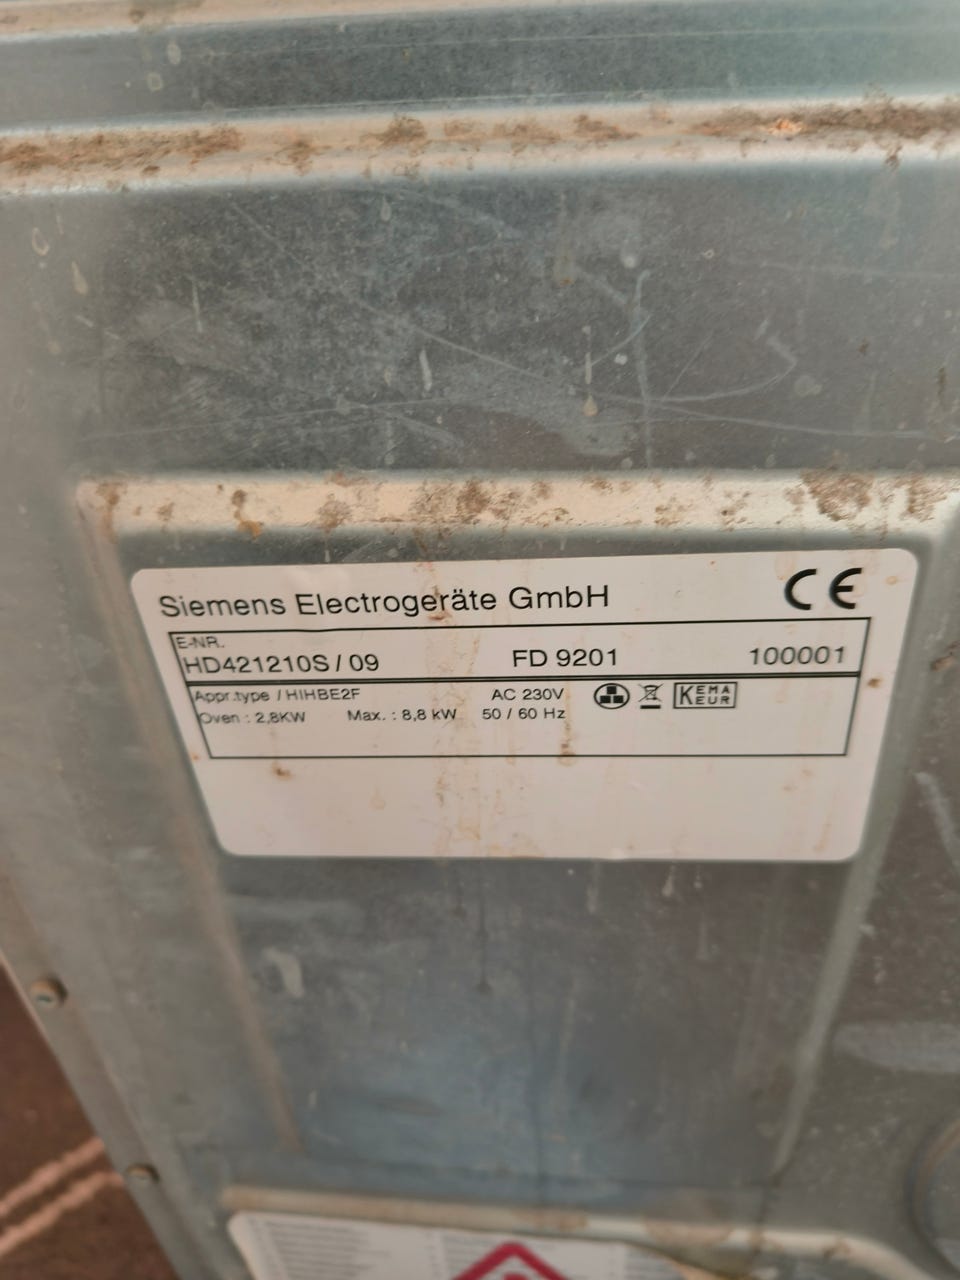 Siemens Electrogeräte GmbH CE
E-NR.
HD421210S / 09 FD 9201 100001
Appr.type / HIHBE2F AC 230V KEMA KEUR
Oven : 2,8KW Max. : 8,8 kW 50 / 60 Hz